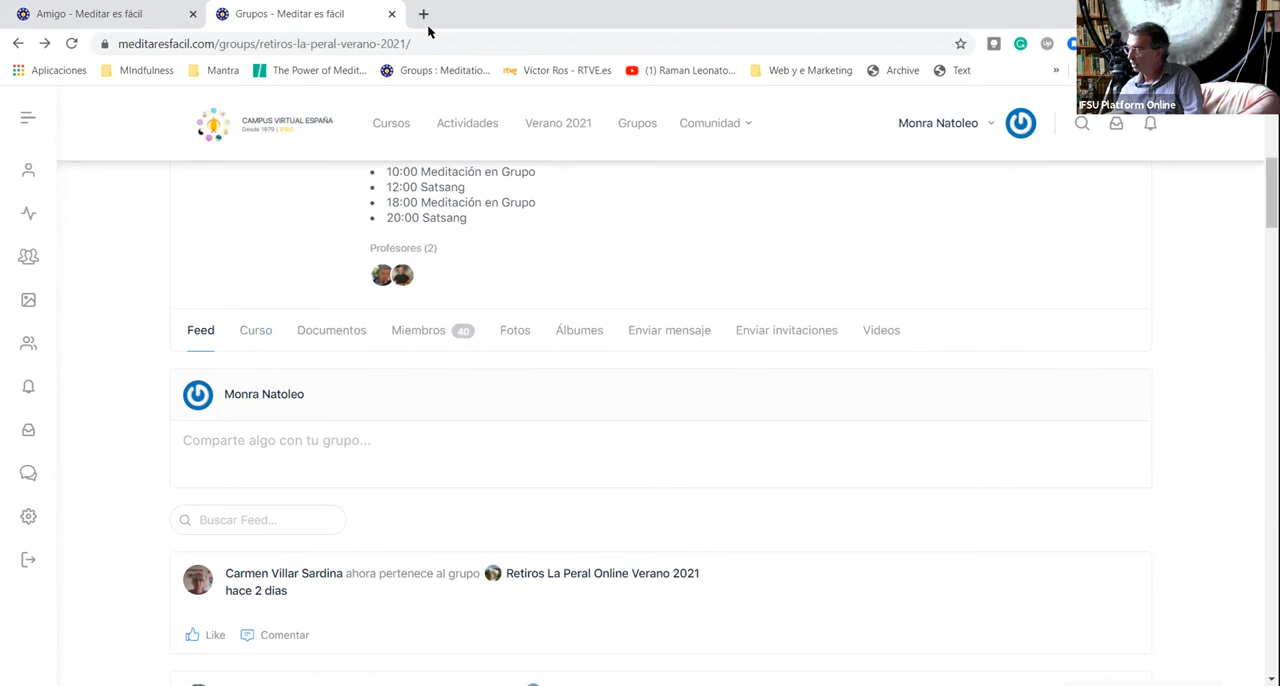 Amigo - Meditar es fácil
Grupos - Meditar es fácil
meditaresfacil.com/groups/retiros-la-peral-verano-2021/
Aplicaciones MIndfulness Mantra The Power of Medit... Groups : Meditatio... Víctor Ros - RTVE.es (1) Raman Leonato... Web y e Marketing Archive Text »
IFSU Platform Online
CAMPUS VIRTUAL ESPAÑA
Desde 1979 | IFSU
Cursos Actividades Verano 2021 Grupos Comunidad Monra Natoleo
• 10:00 Meditación en Grupo
• 12:00 Satsang
• 18:00 Meditación en Grupo
• 20:00 Satsang
Profesores (2)
Feed Curso Documentos Miembros 40 Fotos Álbumes Enviar mensaje Enviar invitaciones Videos
Monra Natoleo
Comparte algo con tu grupo...
Buscar Feed...
Carmen Villar Sardina ahora pertenece al grupo Retiros La Peral Online Verano 2021
hace 2 dias
Like Comentar